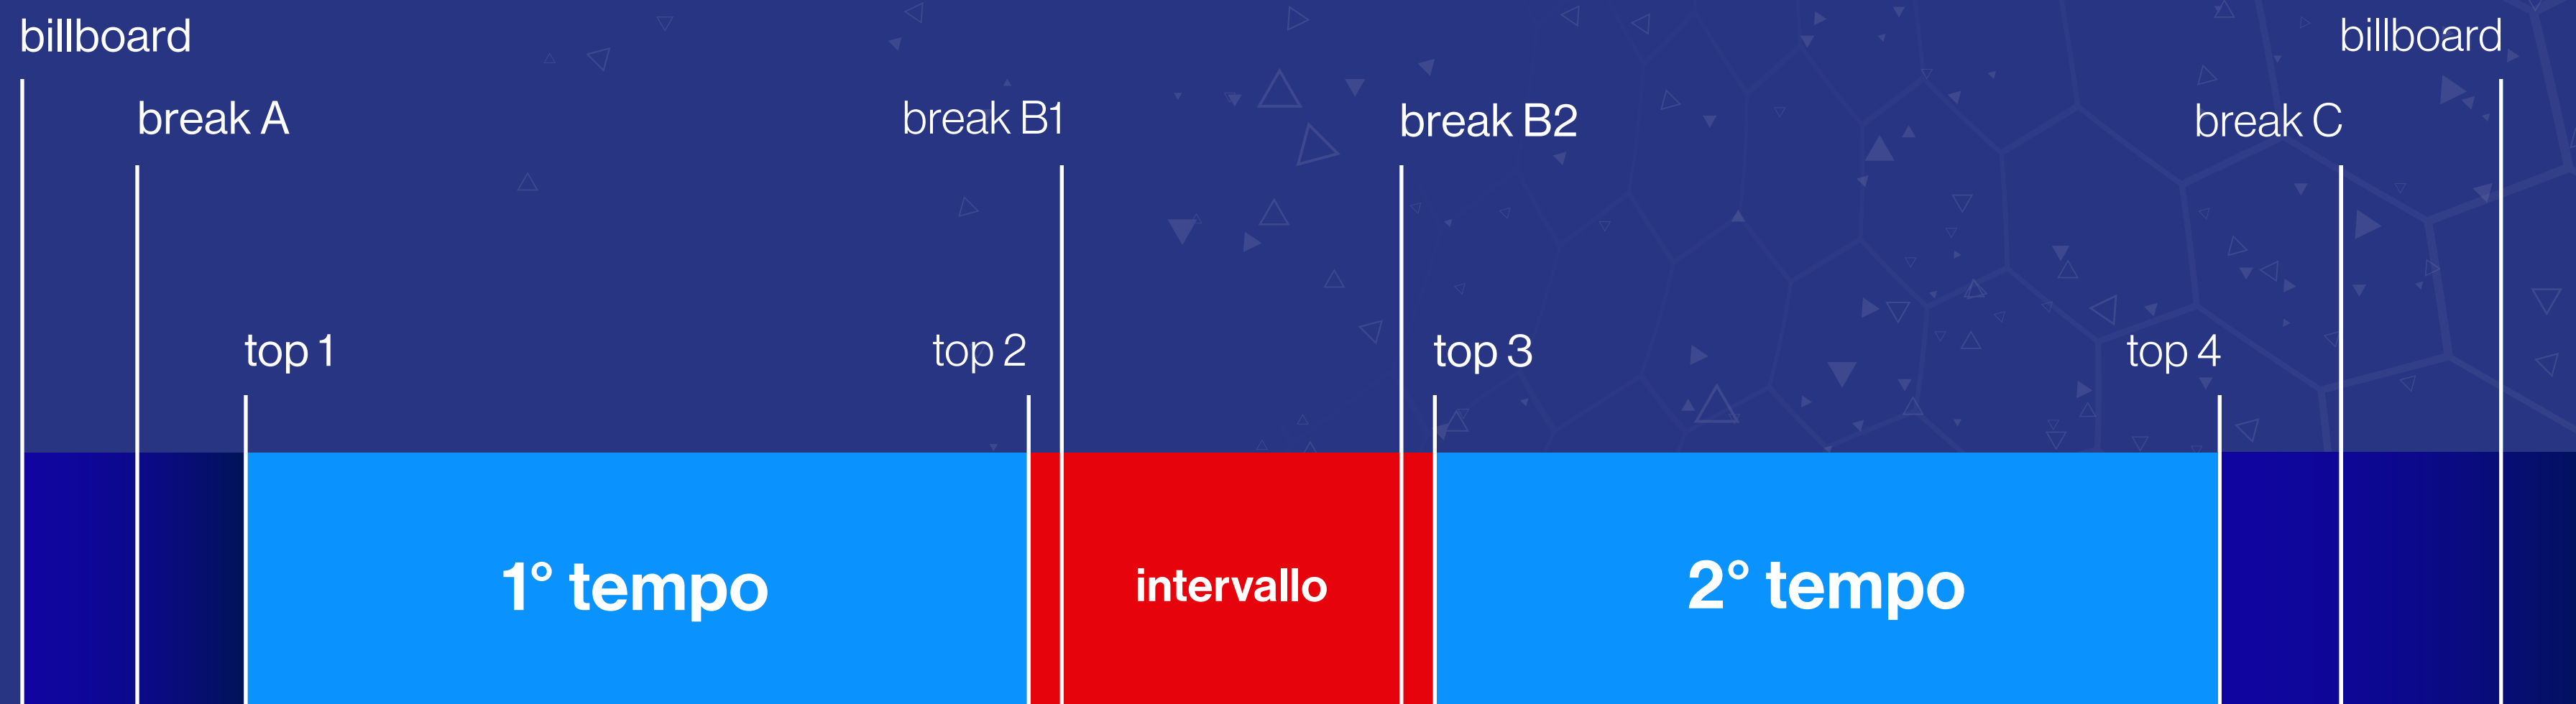 billboard
billboard
break A
break B1
break B2
break C
top 1
top 2
top 3
top 4
1° tempo
intervallo
2° tempo